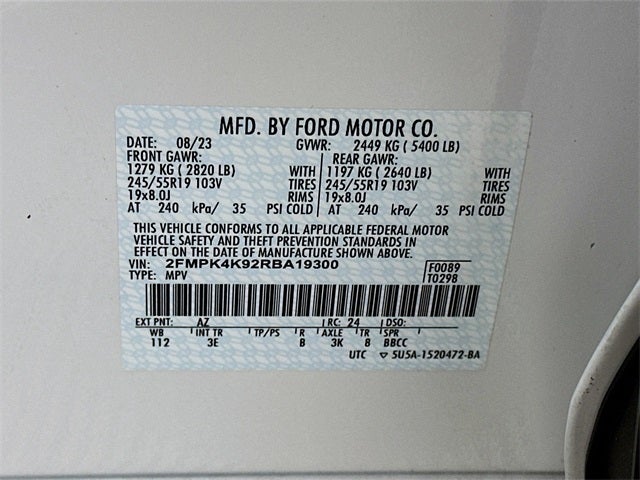 MFD. BY FORD MOTOR CO.
DATE: 08/23 GVWR: 2449 KG ( 5400 LB)
FRONT GAWR: REAR GAWR:
1279 KG ( 2820 LB) WITH 1197 KG ( 2640 LB) WITH
245/55R19 103V TIRES 245/55R19 103V TIRES
19x8.0J RIMS 19x8.0J RIMS
AT 240 kPa/ 35 PSI COLD AT 240 kPa/ 35 PSI COLD
THIS VEHICLE CONFORMS TO ALL APPLICABLE FEDERAL MOTOR
VEHICLE SAFETY AND THEFT PREVENTION STANDARDS IN
EFFECT ON THE DATE OF MANUFACTURE SHOWN ABOVE.
VIN: 2FMPK4K92RBA19300 F0089
TYPE: MPV T0298
EXT PNT: AZ RC: 24
WB INT TR TP/PS R AXLE TR SPR
112 3E B 3K 8 BBCC
UTC ▽ 5U5A-1520472-BA